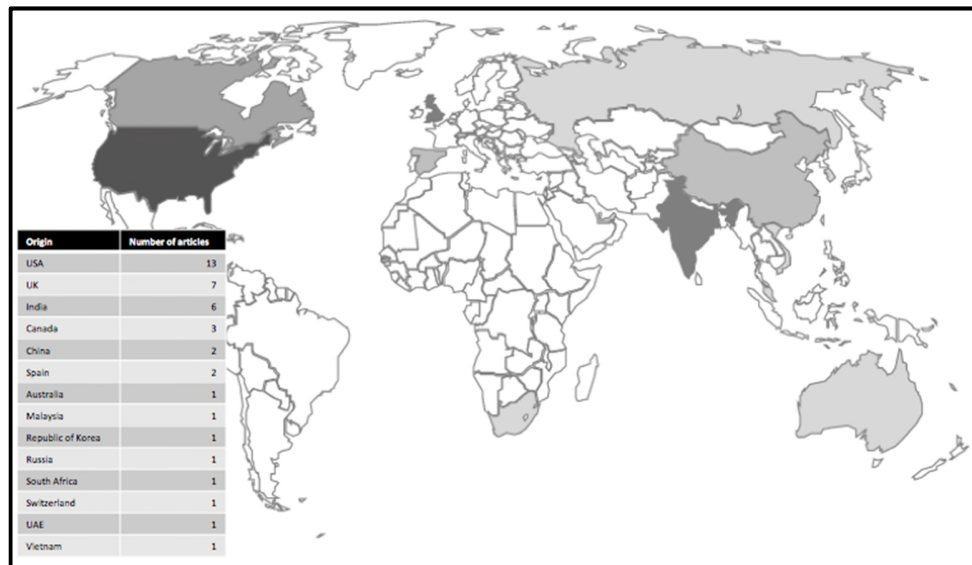 Origin Number of articles
USA 13
UK 7
India 6
Canada 3
China 2
Spain 2
Australia 1
Malaysia 1
Republic of Korea 1
Russia 1
South Africa 1
Switzerland 1
UAE 1
Vietnam 1